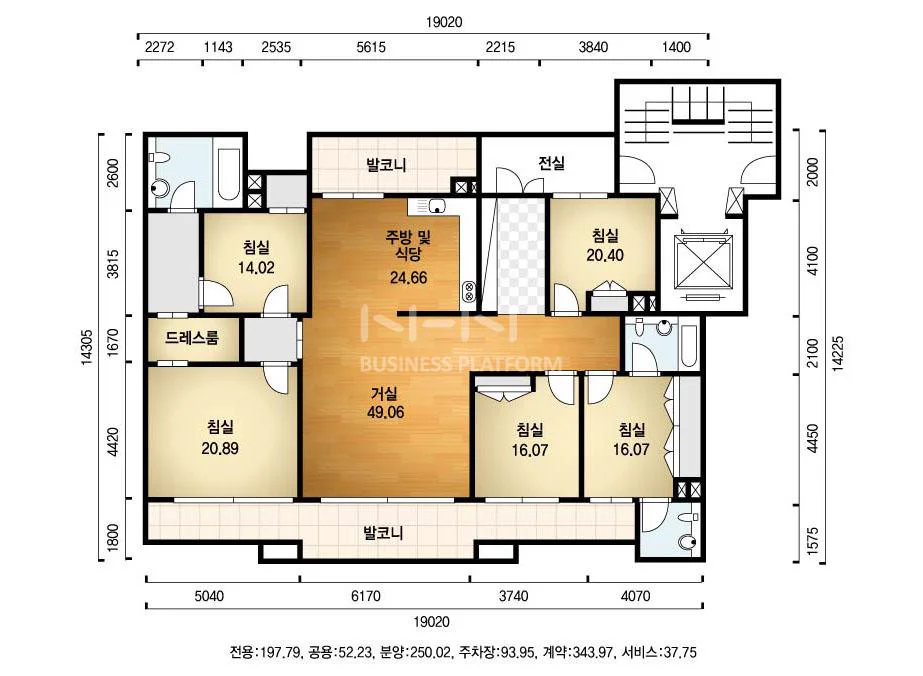 19020
2272 1143 2535 5615 2215 3840 1400
2600
발코니
전실
2000
3815
침실
14.02
주방 및
식당
24.66
침실
20.40
4100
14305
1670
드레스룸
N-H-N
BUSINESS PLATFORM
2100
14225
거실
49.06
4420
침실
20.89
침실
16.07
침실
16.07
4450
1800
발코니
1575
5040 6170 3740 4070
19020
전용:197.79, 공용:52.23, 분양:250.02, 주차장:93.95, 계약:343.97, 서비스:37.75